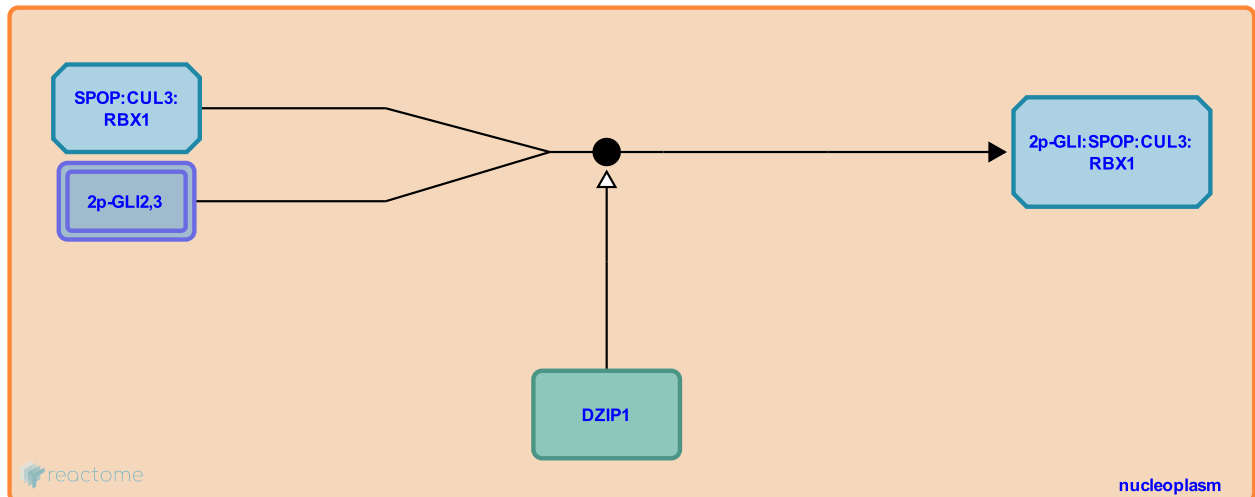 SPOP:CUL3:
RBX1
2p-GLI2,3
2p-GLI:SPOP:CUL3:
RBX1
DZIP1
reactome
nucleoplasm